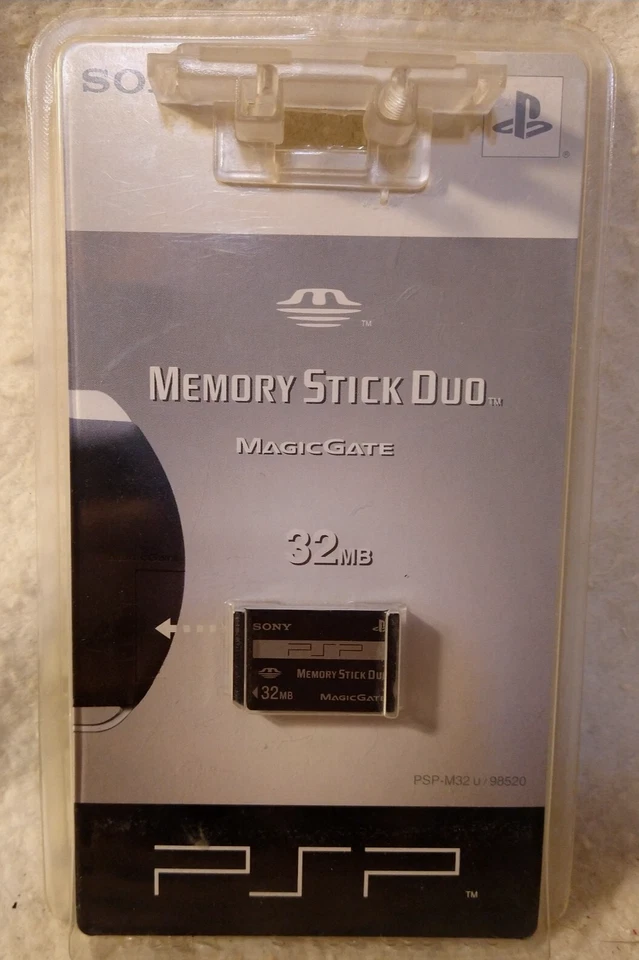 SO
MEMORY STICK DUO™
MAGICGATE
32MB
SONY
PSP
MEMORY STICK DU
32MB
MAGICGATE
PSP-M32 U / 98520
PSP™